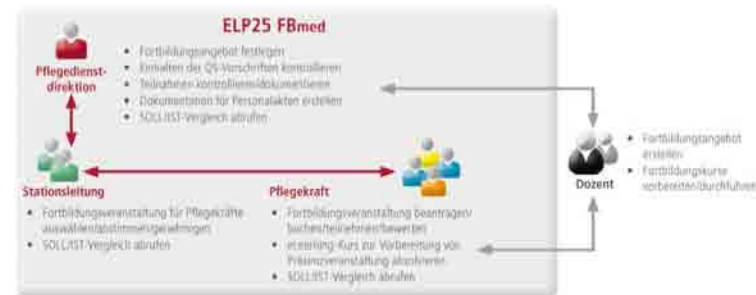 ELP25 FBmed
Pflegedienst-
direktion
• Fortbildungsangebot festlegen
• Einhalten der QS-Vorschriften kontrollieren
• Teilnahmen kontrollieren/dokumentieren
• Dokumentation für Personalakten erstellen
• SOLL/IST-Vergleich abrufen
Stationsleitung
• Fortbildungsveranstaltung für Pflegekräfte
auswählen/abstimmen/genehmigen
• SOLL/IST-Vergleich abrufen
Pflegekraft
• Fortbildungsveranstaltung beantragen/
buchen/teilnehmen/bewerten
• eLearning-Kurs zur Vorbereitung von
Präsenzveranstaltung absolvieren
• SOLL/IST-Vergleich abrufen
Dozent
• Fortbildungsangebot
erstellen
• Fortbildungskurse
vorbereiten/durchführen